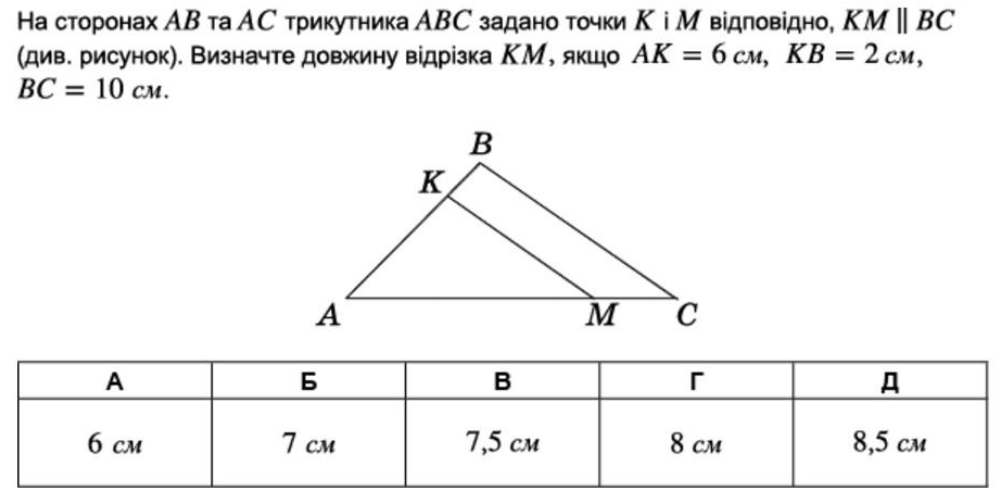 На сторонах AB та AC трикутника ABC задано точки K і M відповідно, KM ∥ BC
(див. рисунок). Визначте довжину відрізка KM, якщо AK = 6 см, KB = 2 см,
BC = 10 см.
B
K
A
M
C
А Б В Г Д
6 см 7 см 7,5 см 8 см 8,5 см